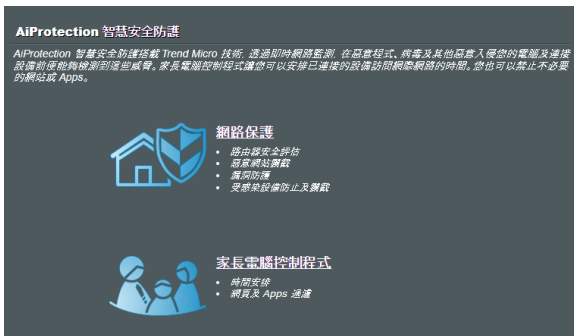 AiProtection 智慧安全防護
AiProtection 智慧安全防護搭載 Trend Micro 技術, 透過即時網路監測, 在惡意程式、病毒及其他惡意入侵您的電腦及連接
設備前便能夠檢測到這些威脅。家長電腦控制程式讓您可以安排已連接的設備訪問網際網路的時間。您也可以禁止不必要
的網站或 Apps。
網路保護
• 路由器安全評估
• 惡意網站攔截
• 漏洞防護
• 受感染設備防止及攔截
家長電腦控制程式
• 時間安排
• 網頁及 Apps 過濾